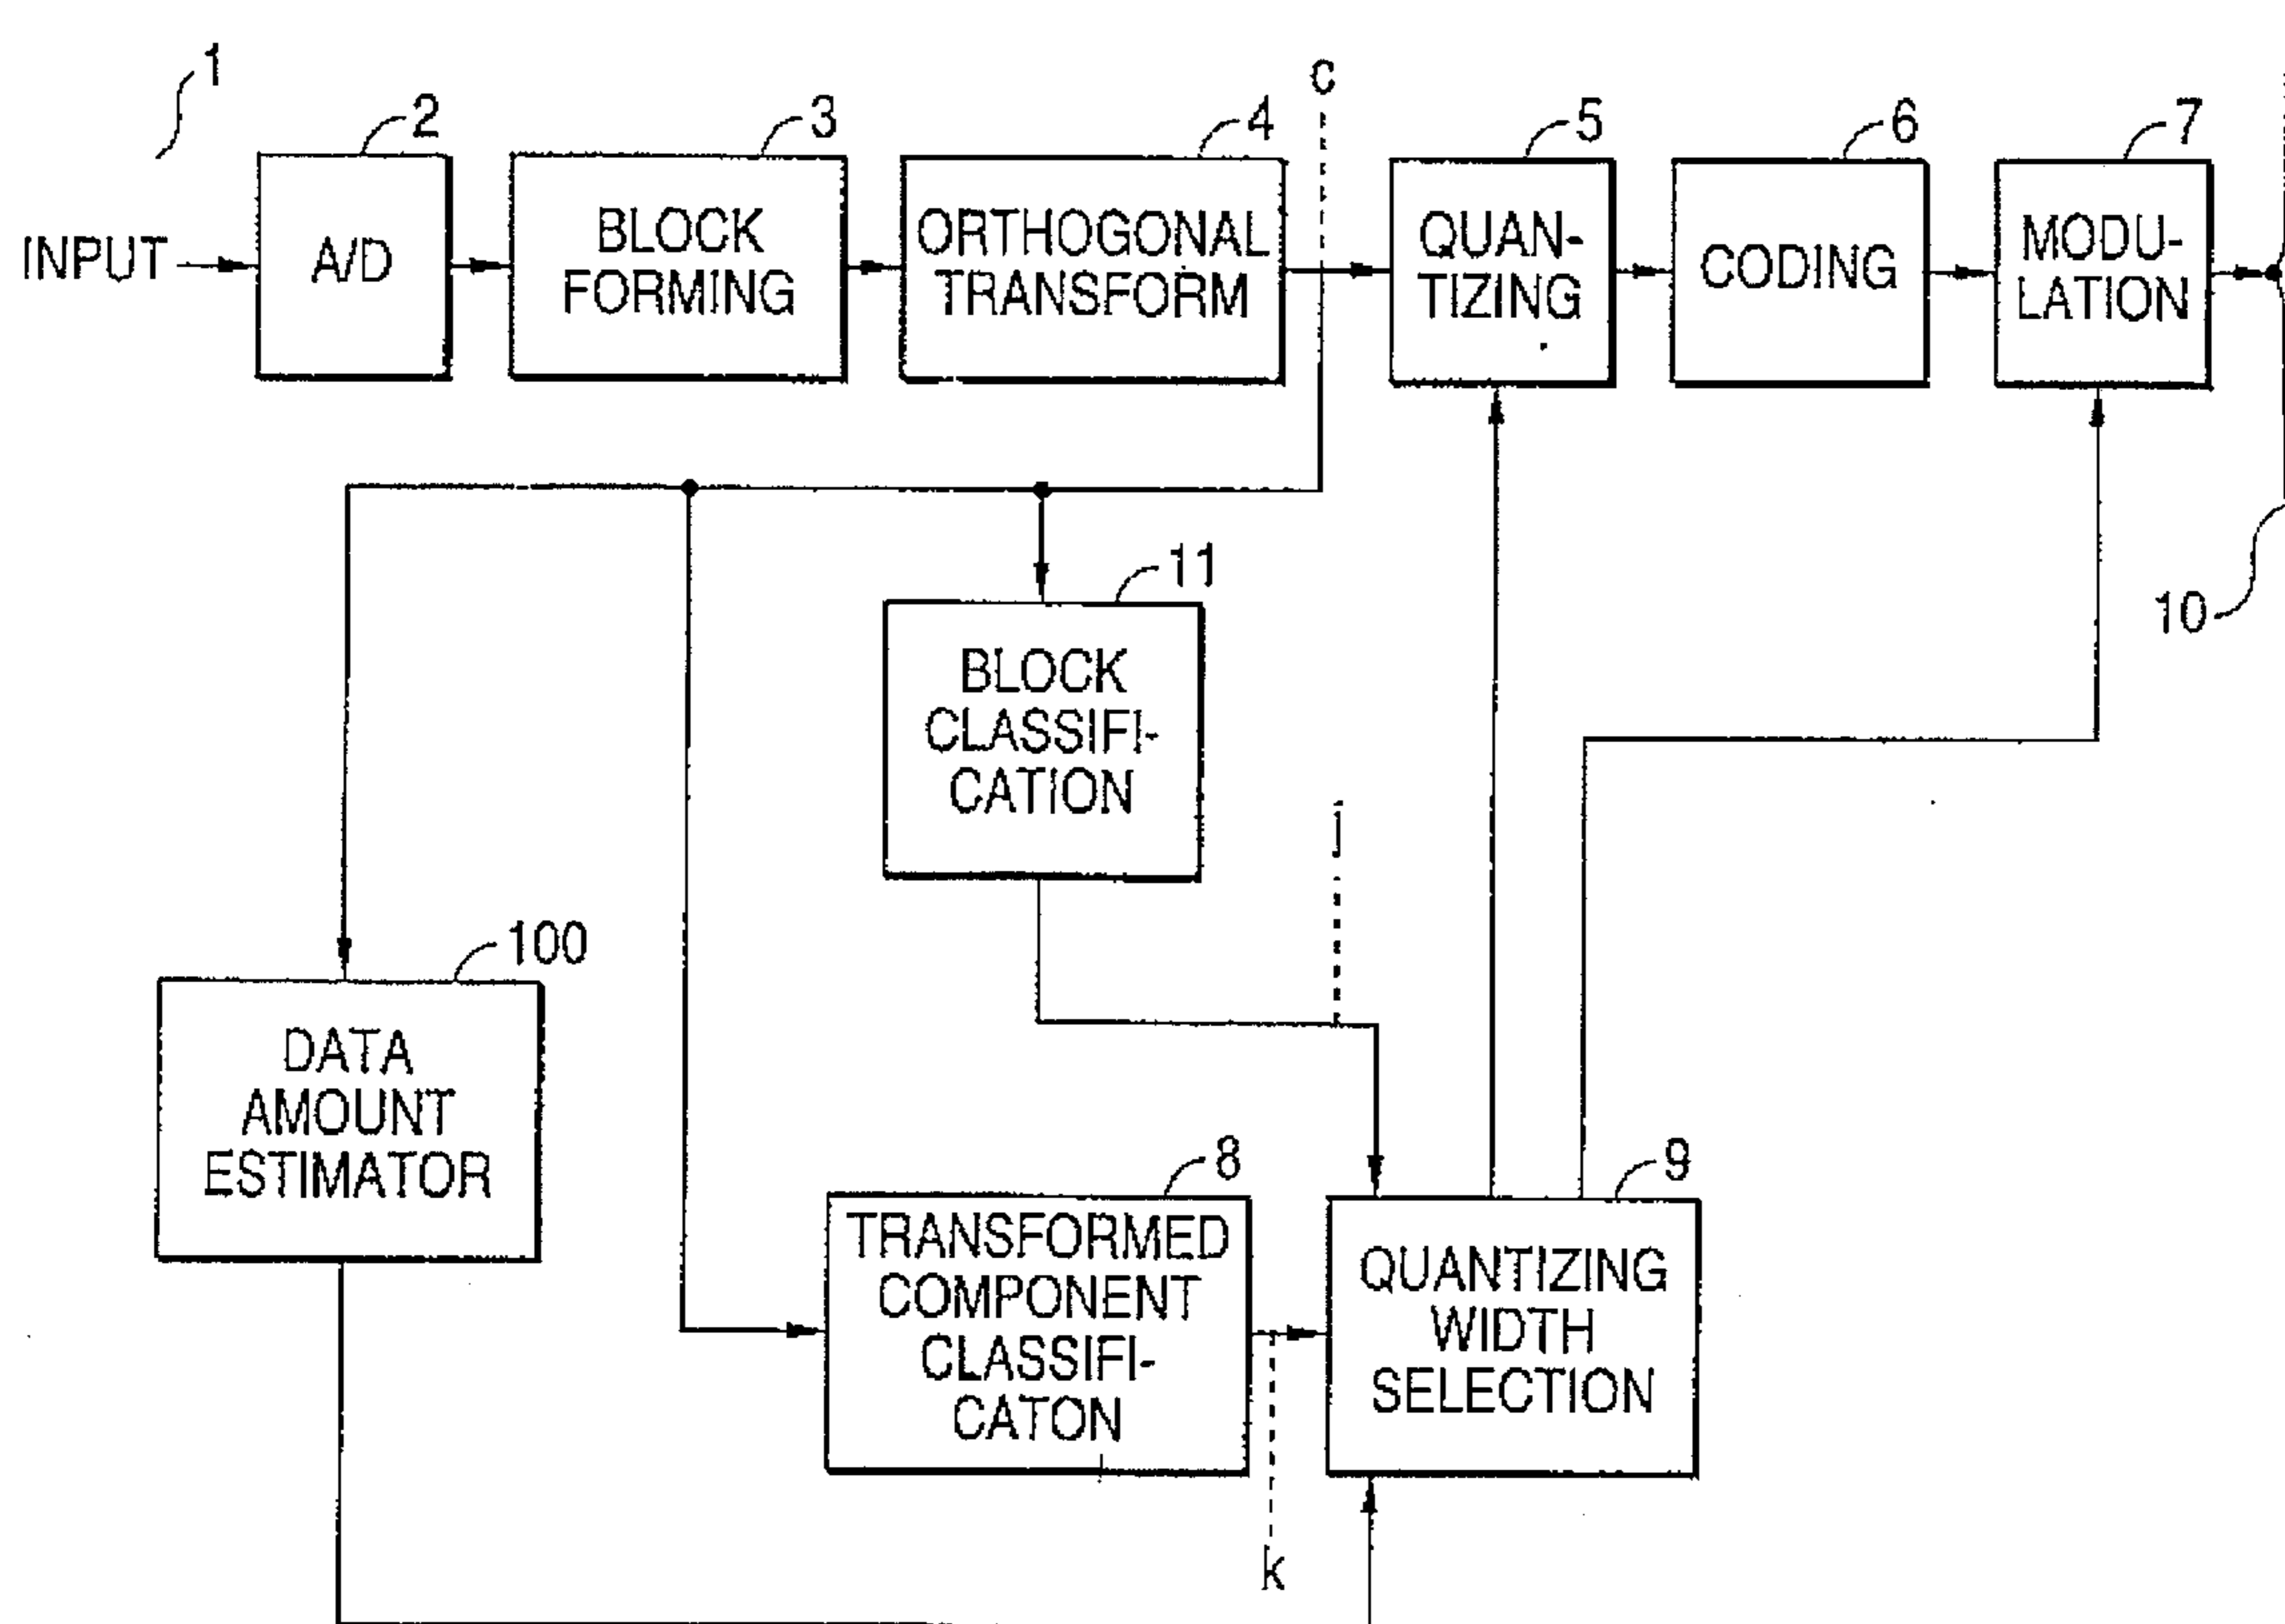 1
2
3
4
C
5
6
7
INPUT
A/D
BLOCK
FORMING
ORTHOGONAL
TRANSFORM
QUAN-
TIZING
CODING
MODU-
LATION
10
11
BLOCK
CLASSIFI-
CATION
j
100
DATA
AMOUNT
ESTIMATOR
8
TRANSFORMED
COMPONENT
CLASSIFI-
CATON
9
QUANTIZING
WIDTH
SELECTION
k